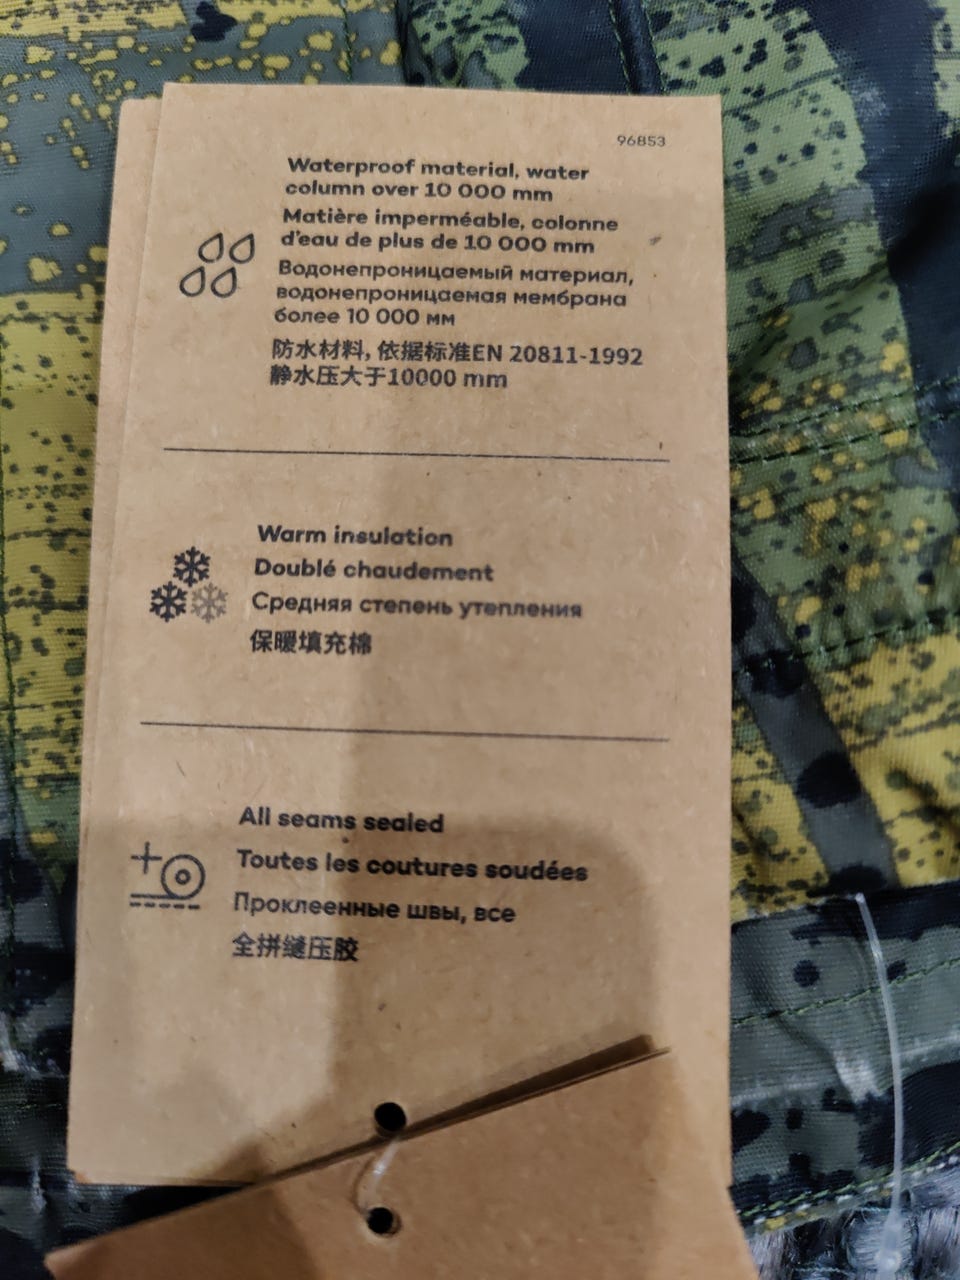 96853
Waterproof material, water
column over 10 000 mm
Matière imperméable, colonne
d'eau de plus de 10 000 mm
Водонепроницаемый материал,
водонепроницаемая мембрана
более 10 000 мм
防水材料, 依据标准EN 20811-1992
静水压大于10000 mm
Warm insulation
Doublé chaudement
Средняя степень утепления
保暖填充棉
All seams sealed
Toutes les coutures soudées
Проклеенные швы, все
全拼缝压胶